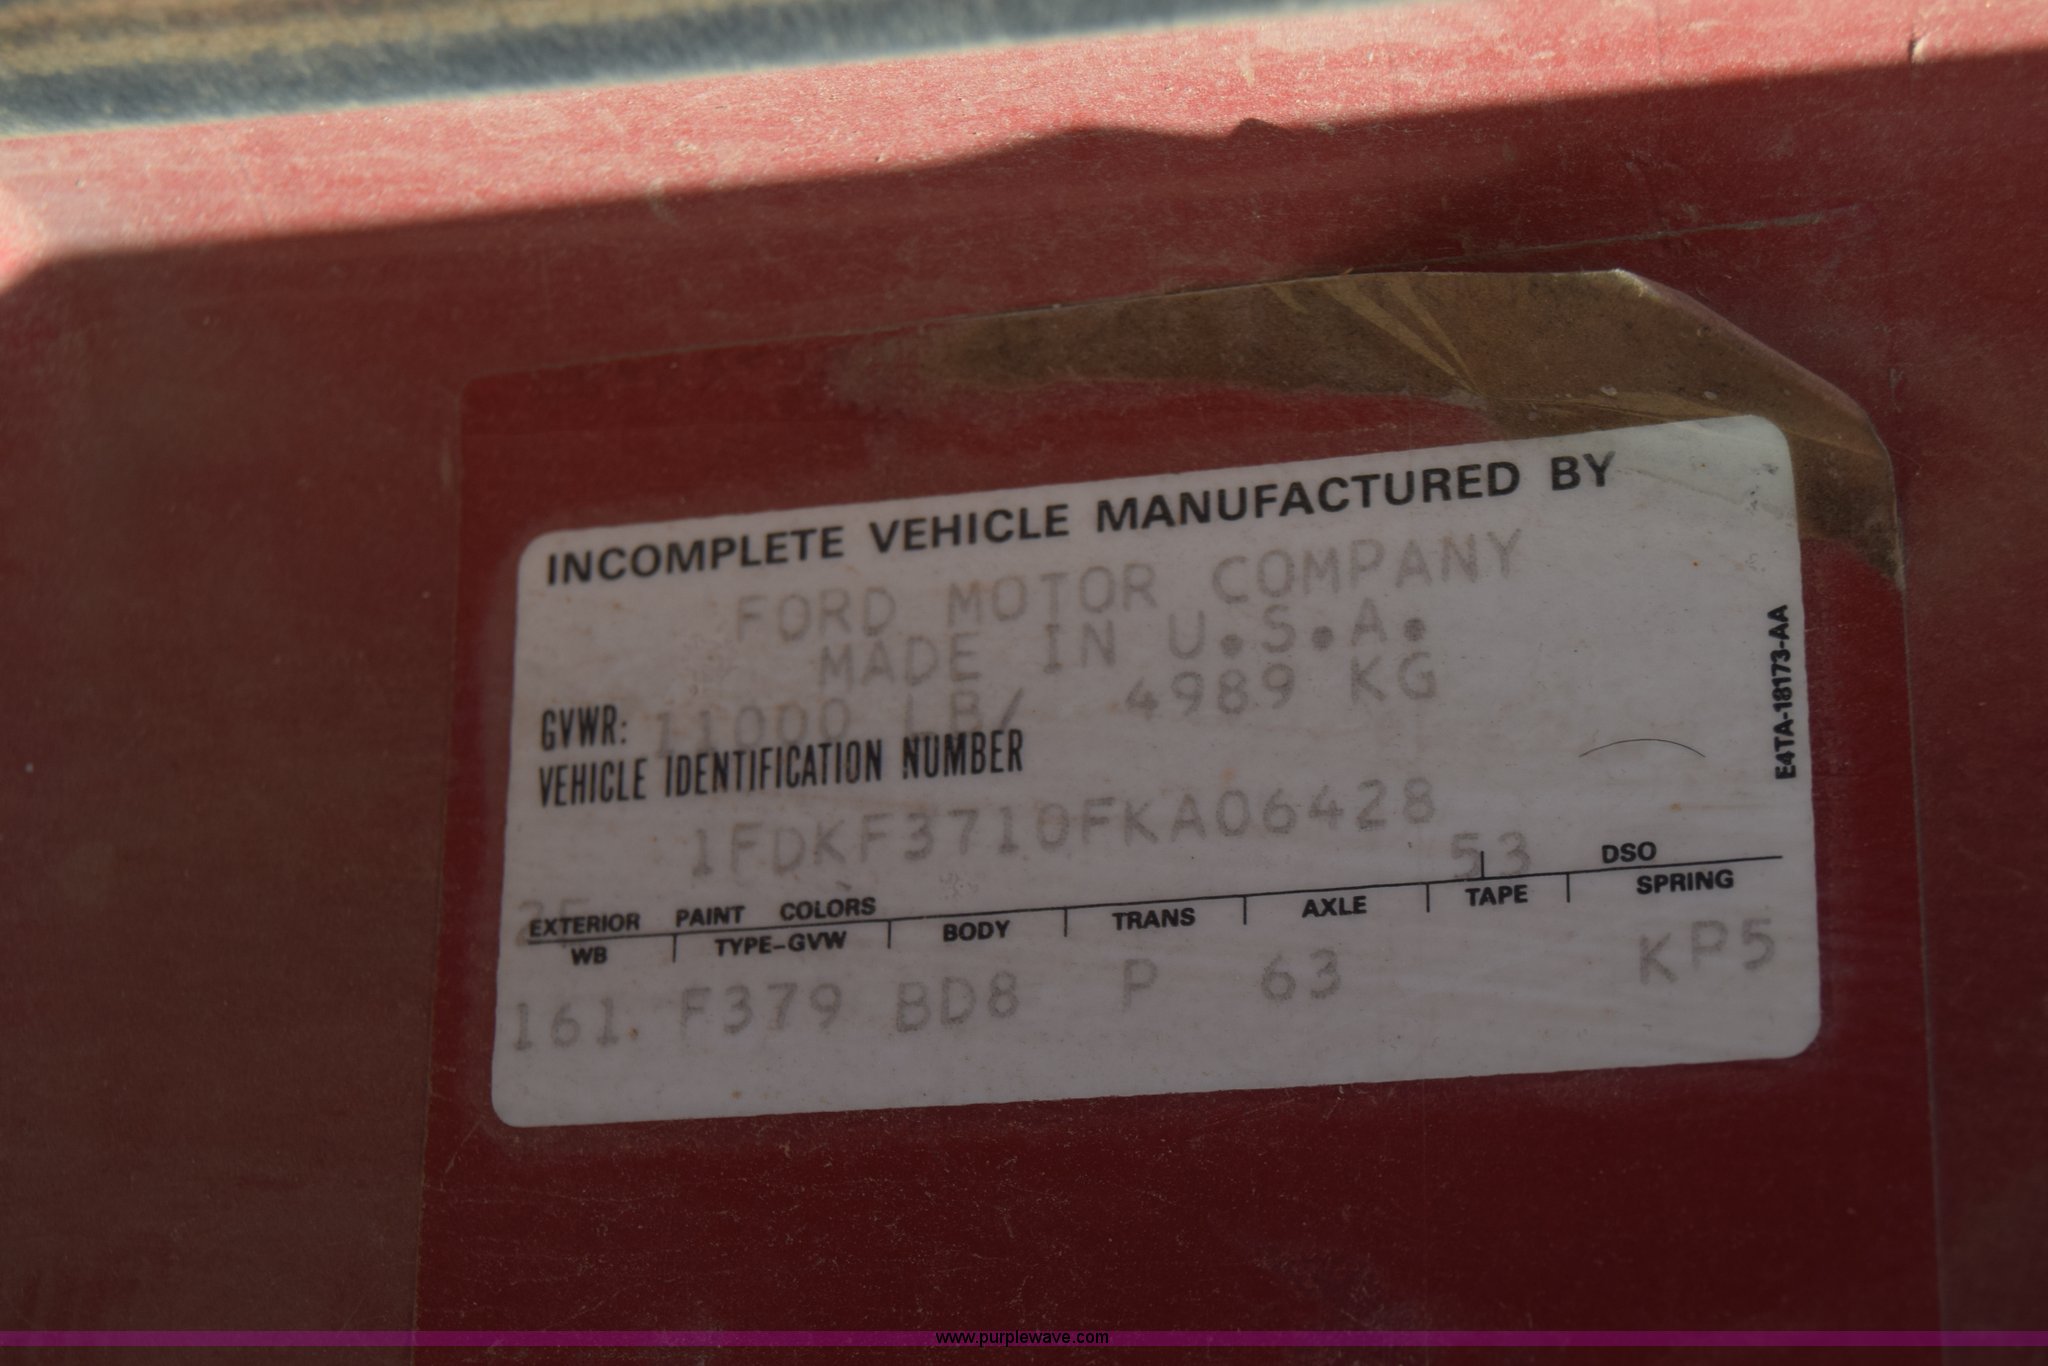 INCOMPLETE VEHICLE MANUFACTURED BY
FORD MOTOR COMPANY
MADE IN U.S.A.
GVWR: 11000 LB/ 4989 KG
VEHICLE IDENTIFICATION NUMBER
1FDKF3710FKA06428
53
EXTERIOR PAINT COLORS DSO
WB TYPE-GVW BODY TRANS AXLE TAPE SPRING
161. F379 BD8 P 63 KP5
E4TA-18173-AA
www.purplewave.com